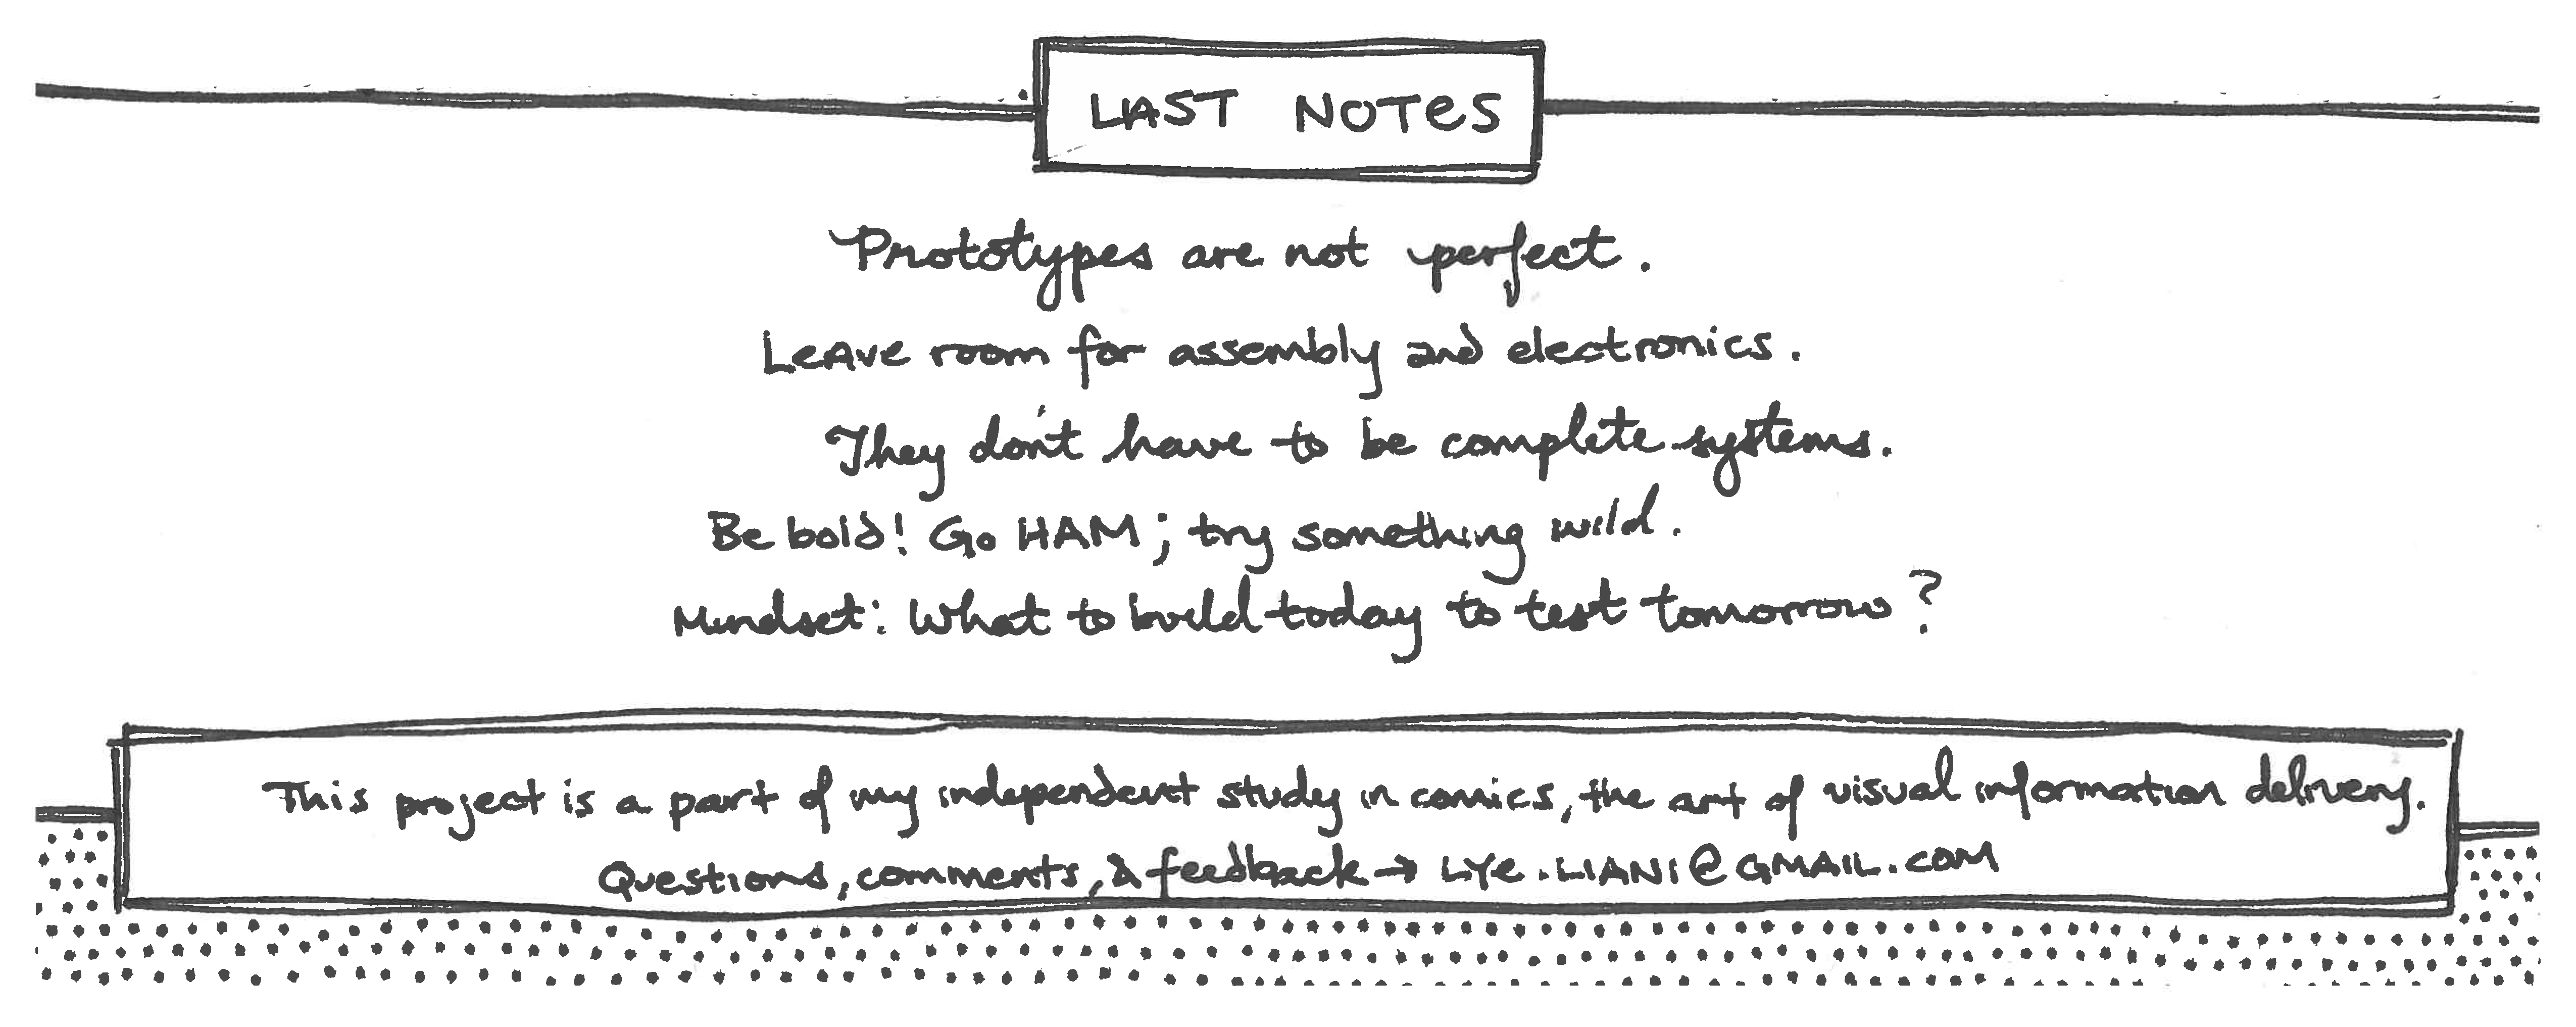 LAST NOTES
Prototypes are not perfect.
Leave room for assembly and electronics.
They don't have to be complete systems.
Be bold! Go HAM; try something wild.
Mindset: What to build today to test tomorrow?
This project is a part of my independent study in comics, the art of visual information delivery.
Questions, comments, & feedback → LYE.LIANI@GMAIL.COM